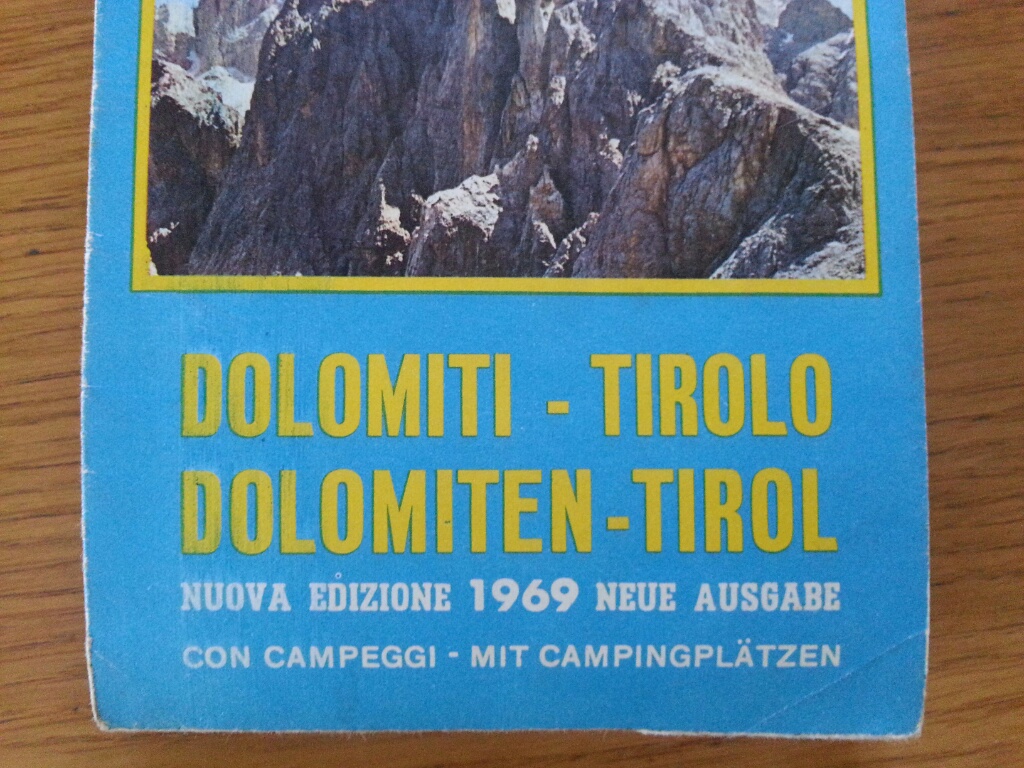 DOLOMITI - TIROLO
DOLOMITEN - TIROL
NUOVA EDIZIONE 1969 NEUE AUSGABE
CON CAMPEGGI - MIT CAMPINGPLÄTZEN